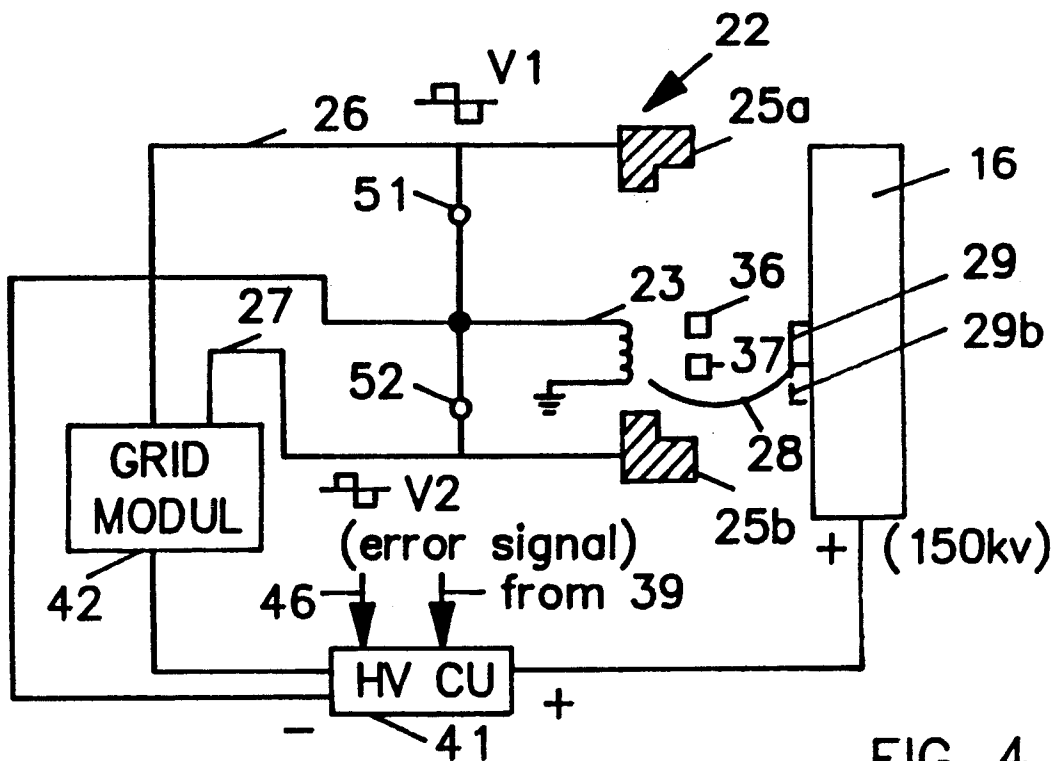 22
V1
25a
26
16
51
29
23
36
27
29b
37
52
28
GRID
MODUL
V2
25b
(error signal)
+ (150kv)
42
46
from 39
HV CU
+
−
41
FIG. 4